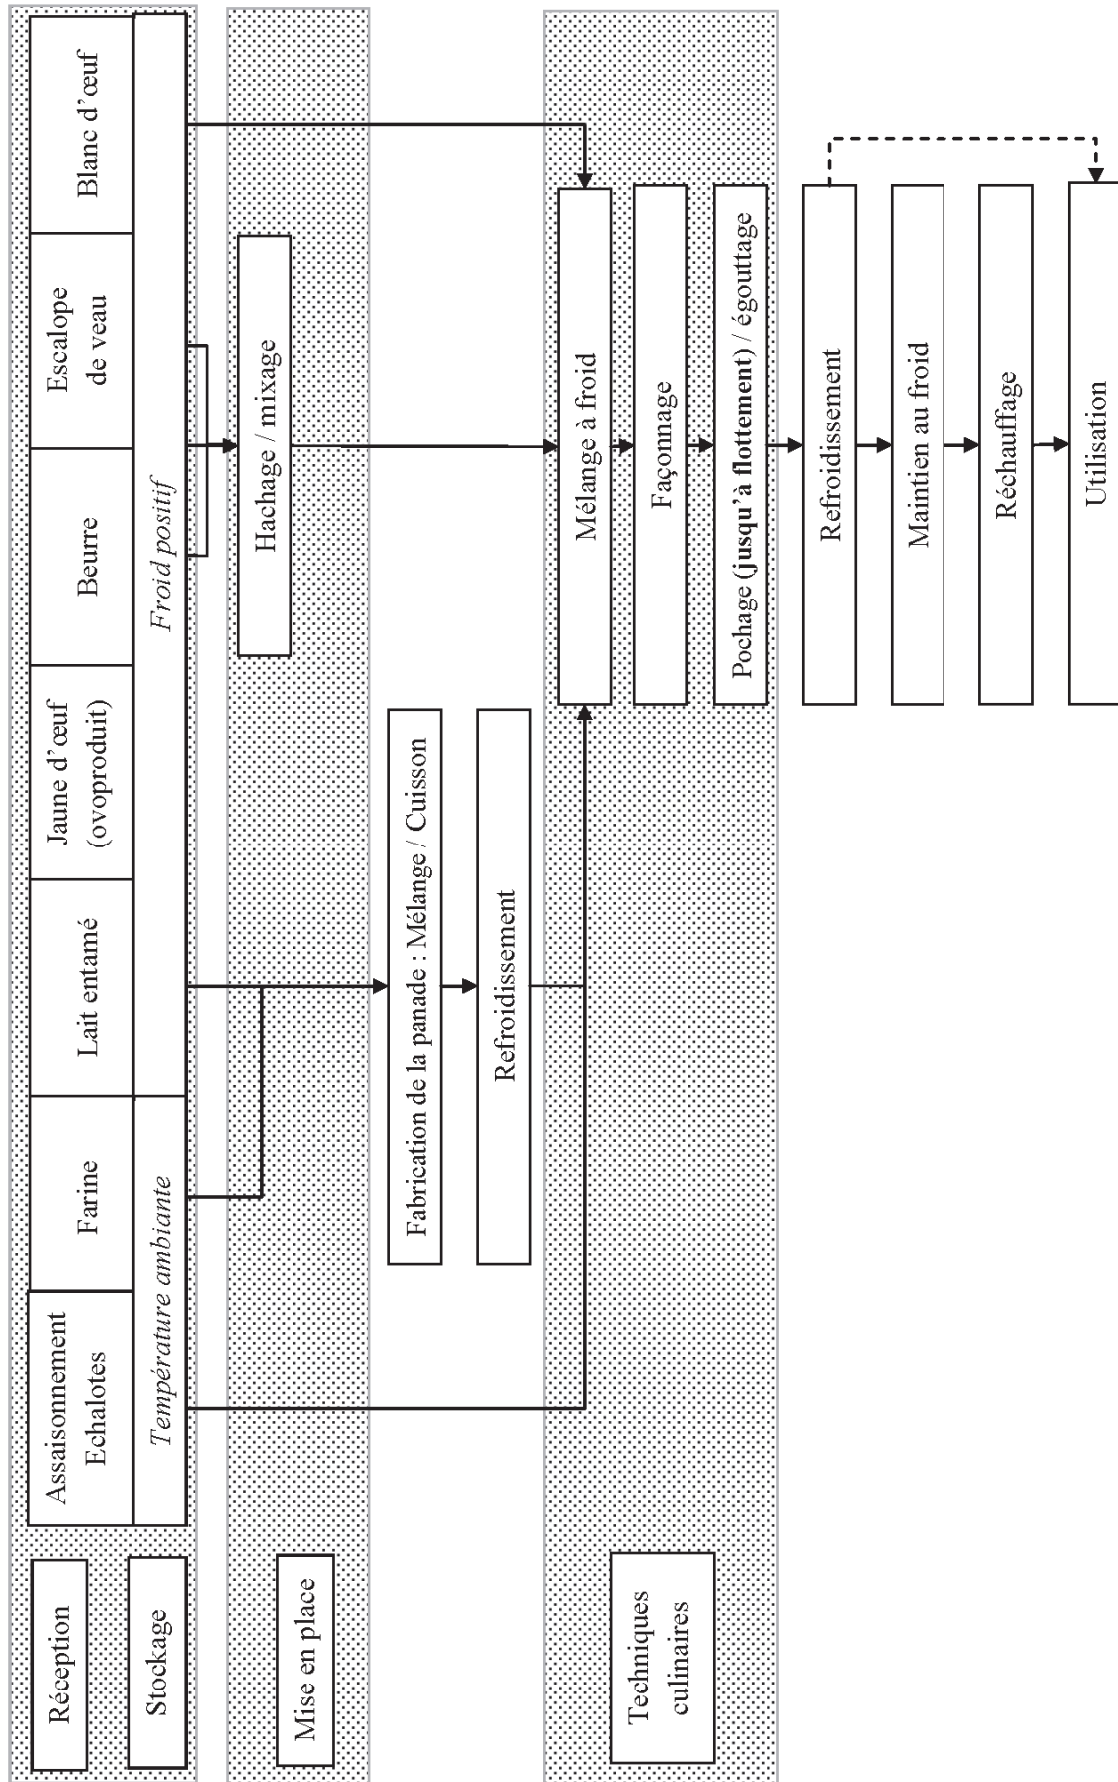 Réception
Assaisonnement
Echalotes
Farine
Lait entamé
Jaune d'œuf
(ovoproduit)
Beurre
Escalope
de veau
Blanc d'œuf
Stockage
Température ambiante
Froid positif
Mise en place
Hachage / mixage
Fabrication de la panade : Mélange / Cuisson
Refroidissement
Techniques
culinaires
Mélange à froid
Façonnage
Pochage (jusqu'à flottement) / égouttage
Refroidissement
Maintien au froid
Réchauffage
Utilisation